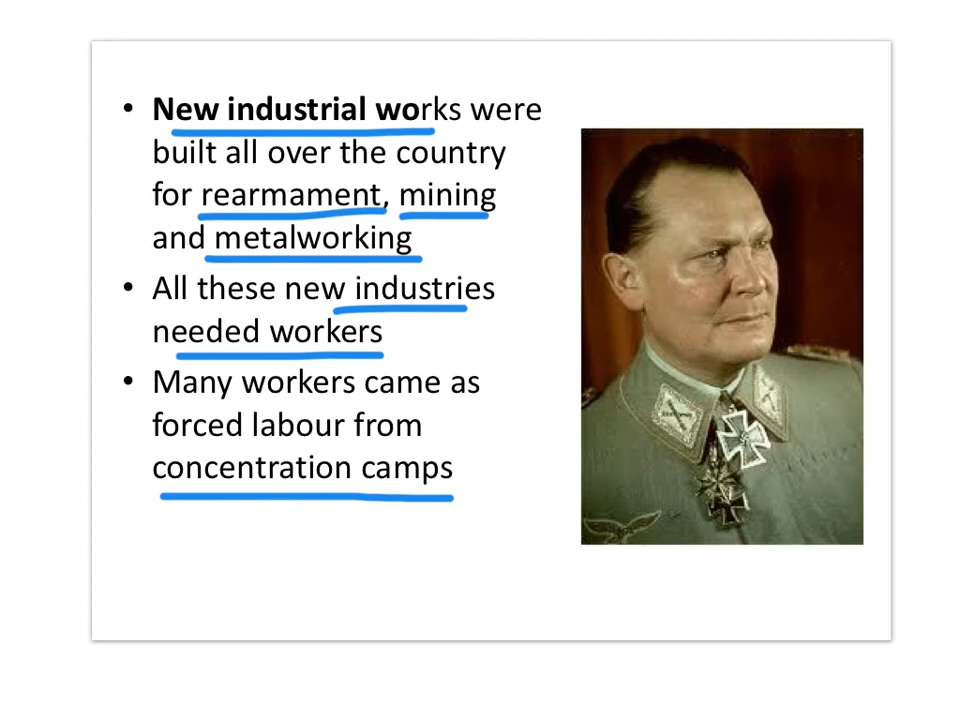 • New industrial works were
built all over the country
for rearmament, mining
and metalworking
• All these new industries
needed workers
• Many workers came as
forced labour from
concentration camps